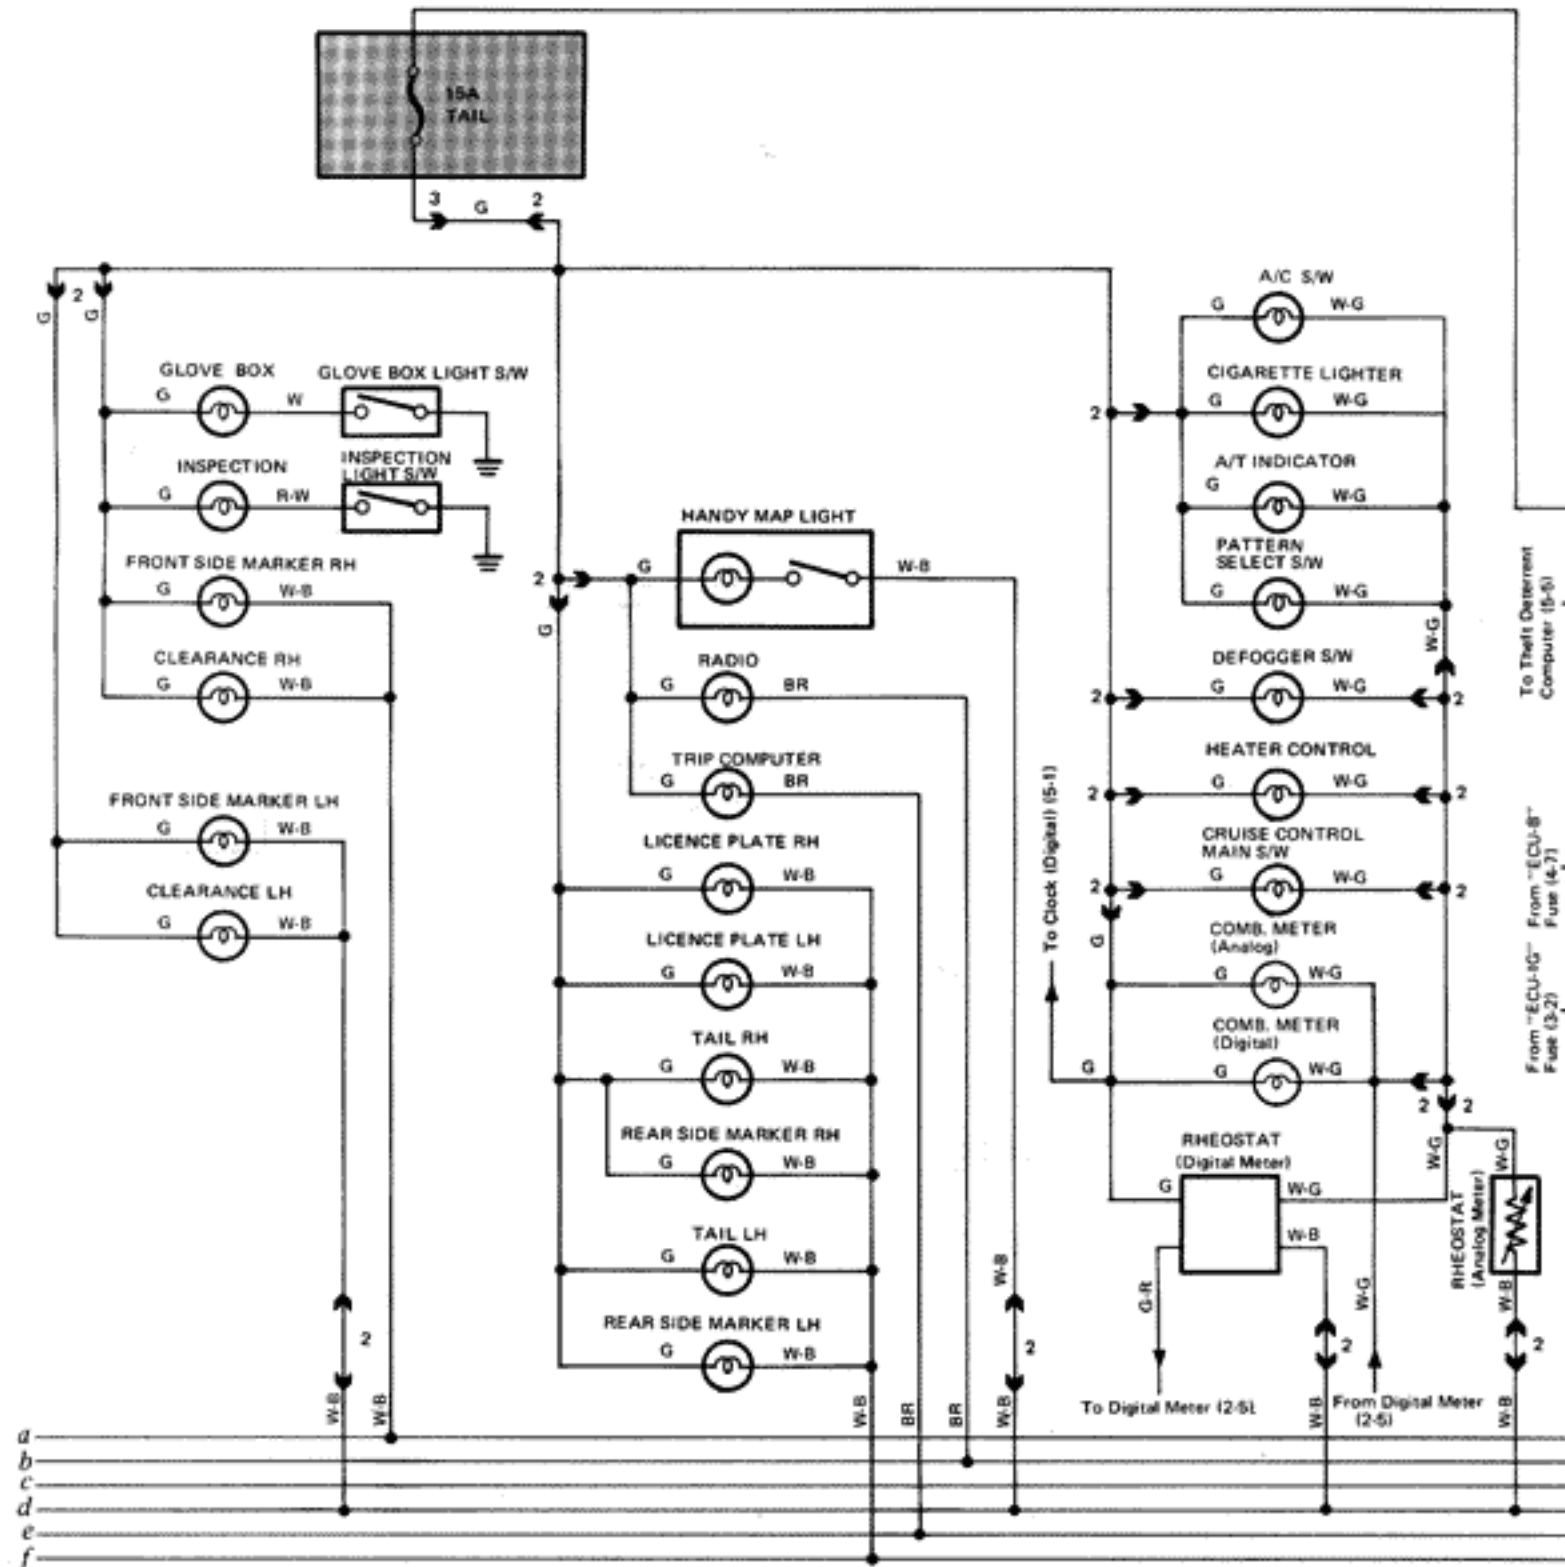 15A
TAIL
3
G
2
2
G
G
GLOVE BOX
GLOVE BOX LIGHT S/W
G
W
INSPECTION
INSPECTION
LIGHT S/W
G
R-W
FRONT SIDE MARKER RH
G
W-B
CLEARANCE RH
G
W-B
FRONT SIDE MARKER LH
G
W-B
CLEARANCE LH
G
W-B
2
W-B
W-B
HANDY MAP LIGHT
2
G
W-B
G
RADIO
G
BR
TRIP COMPUTER
G
BR
LICENCE PLATE RH
G
W-B
LICENCE PLATE LH
G
W-B
TAIL RH
G
W-B
REAR SIDE MARKER RH
G
W-B
TAIL LH
G
W-B
REAR SIDE MARKER LH
G
W-B
W-B
BR
BR
W-B
2
W-B
A/C S/W
G
W-G
CIGARETTE LIGHTER
2
G
W-G
A/T INDICATOR
G
W-G
PATTERN
SELECT S/W
G
W-G
W-G
DEFOGGER S/W
2
G
W-G
2
HEATER CONTROL
2
G
W-G
2
CRUISE CONTROL
MAIN S/W
2
G
W-G
2
G
COMB. METER
(Analog)
G
W-G
COMB. METER
(Digital)
G
G
W-G
To Clock (Digital) (5-1)
2
2
RHEOSTAT
(Digital Meter)
G
W-G
W-B
W-G
W-G
RHEOSTAT
(Analog Meter)
G-R
W-G
W-B
2
2
To Digital Meter (2-5)
W-B
From Digital Meter
(2-5)
W-B
To Theft Deterrent
Computer (5-5)
From "ECU-B"
Fuse (4-7)
From "ECU-IG"
Fuse (3-2)
a
b
c
d
e
f